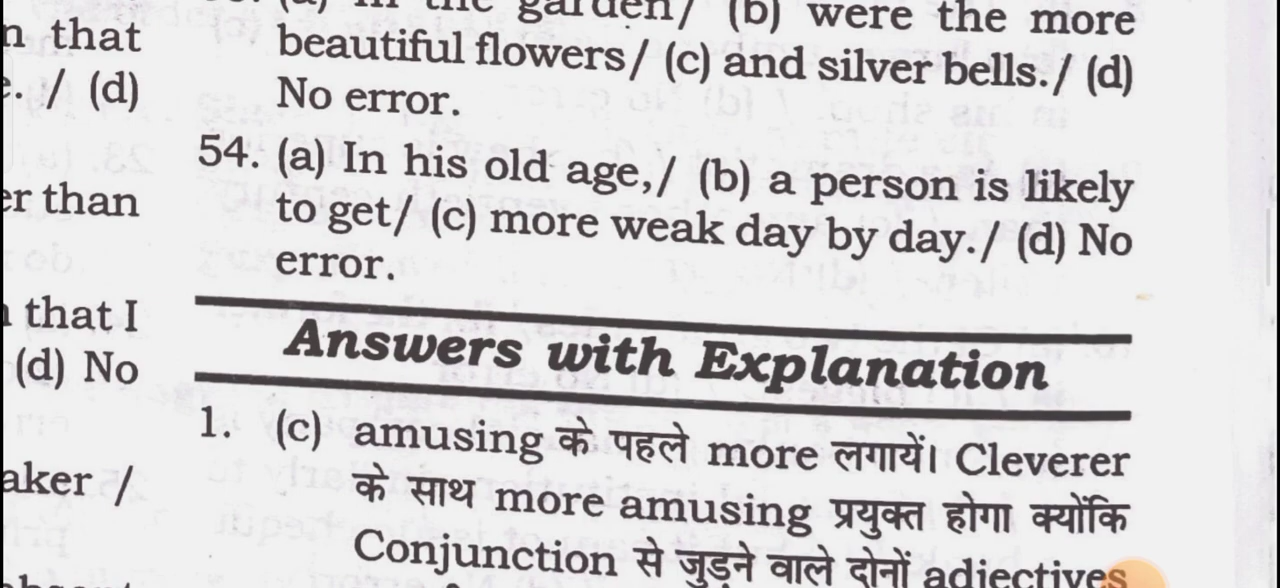 n that
e. / (d)
er than
that I
(d) No
aker /
(a) in the garden/ (b) were the more
beautiful flowers/ (c) and silver bells./ (d)
No error.
54. (a) In his old age,/ (b) a person is likely
to get/ (c) more weak day by day./ (d) No
error.
Answers with Explanation
1. (c) amusing के पहले more लगायें। Cleverer
के साथ more amusing प्रयुक्त होगा क्योंकि
Conjunction से जुड़ने वाले दोनों adjectives